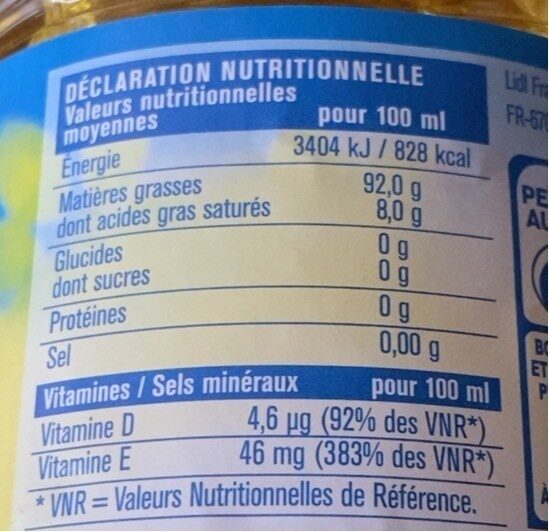 DÉCLARATION NUTRITIONNELLE
Valeurs nutritionnelles
moyennes pour 100 ml
Énergie 3404 kJ / 828 kcal
Matières grasses 92,0 g
dont acides gras saturés 8,0 g
Glucides 0 g
dont sucres 0 g
Protéines 0 g
Sel 0,00 g
Vitamines / Sels minéraux pour 100 ml
Vitamine D 4,6 µg (92% des VNR*)
Vitamine E 46 mg (383% des VNR*)
* VNR = Valeurs Nutritionnelles de Référence.
Lidl
PE
ET